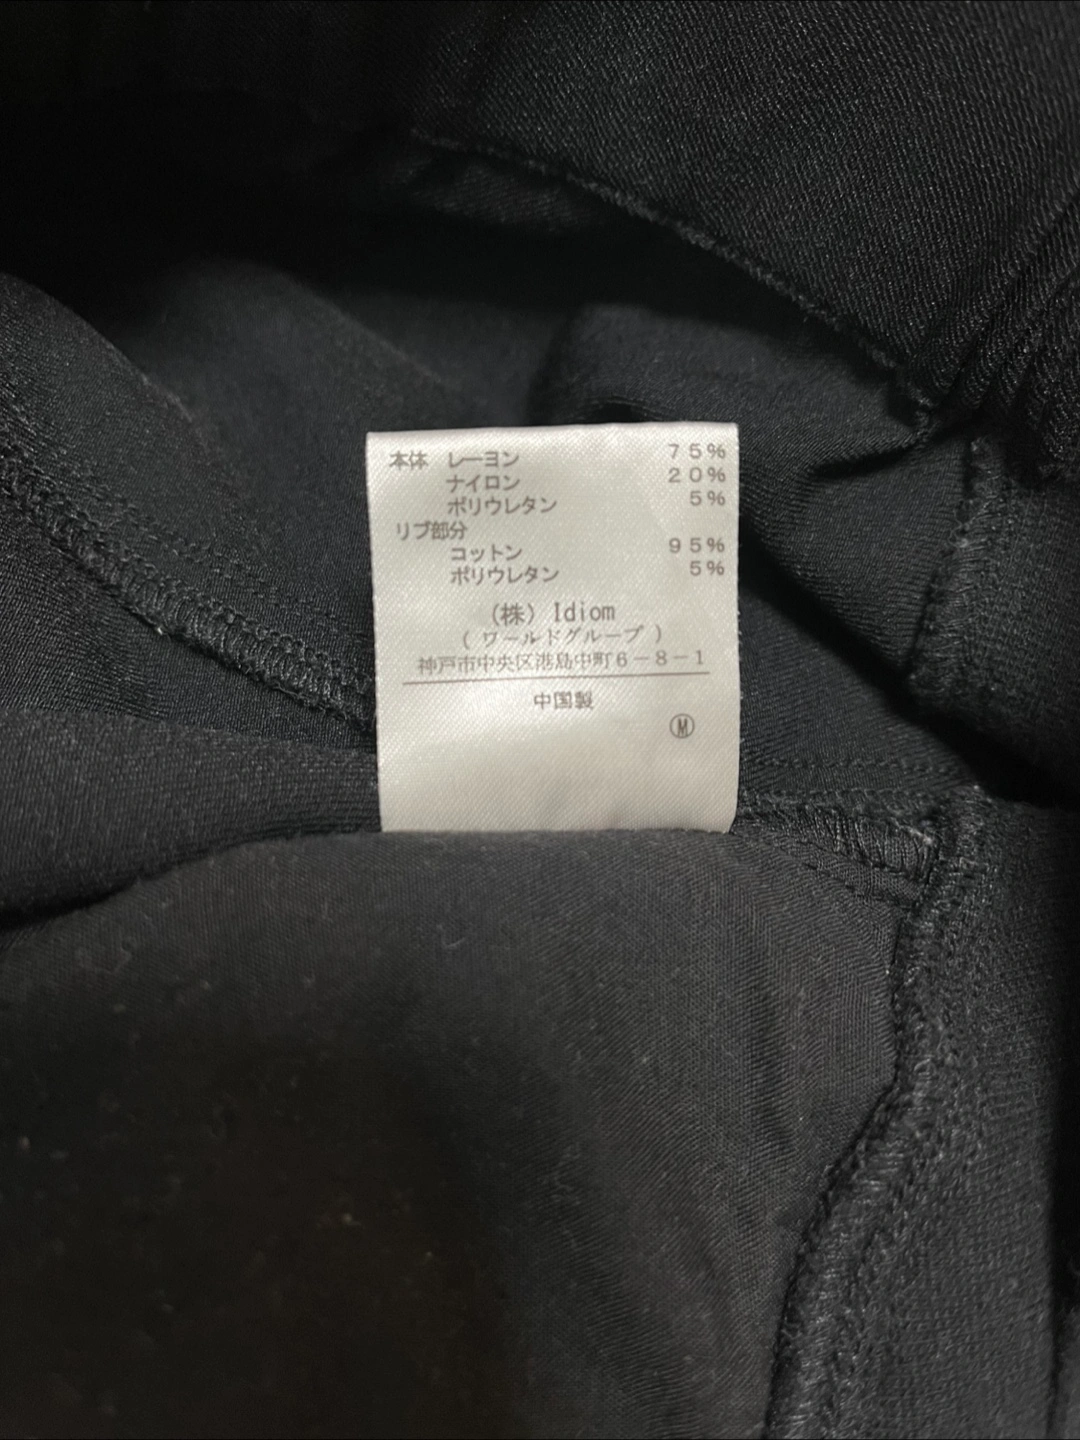 本体 レーヨン 75%
ナイロン 20%
ポリウレタン 5%
リブ部分
コットン 95%
ポリウレタン 5%
(株) Idiom
( ワールドグループ )
神戸市中央区港島中町6-8-1
中国製
Ⓜ